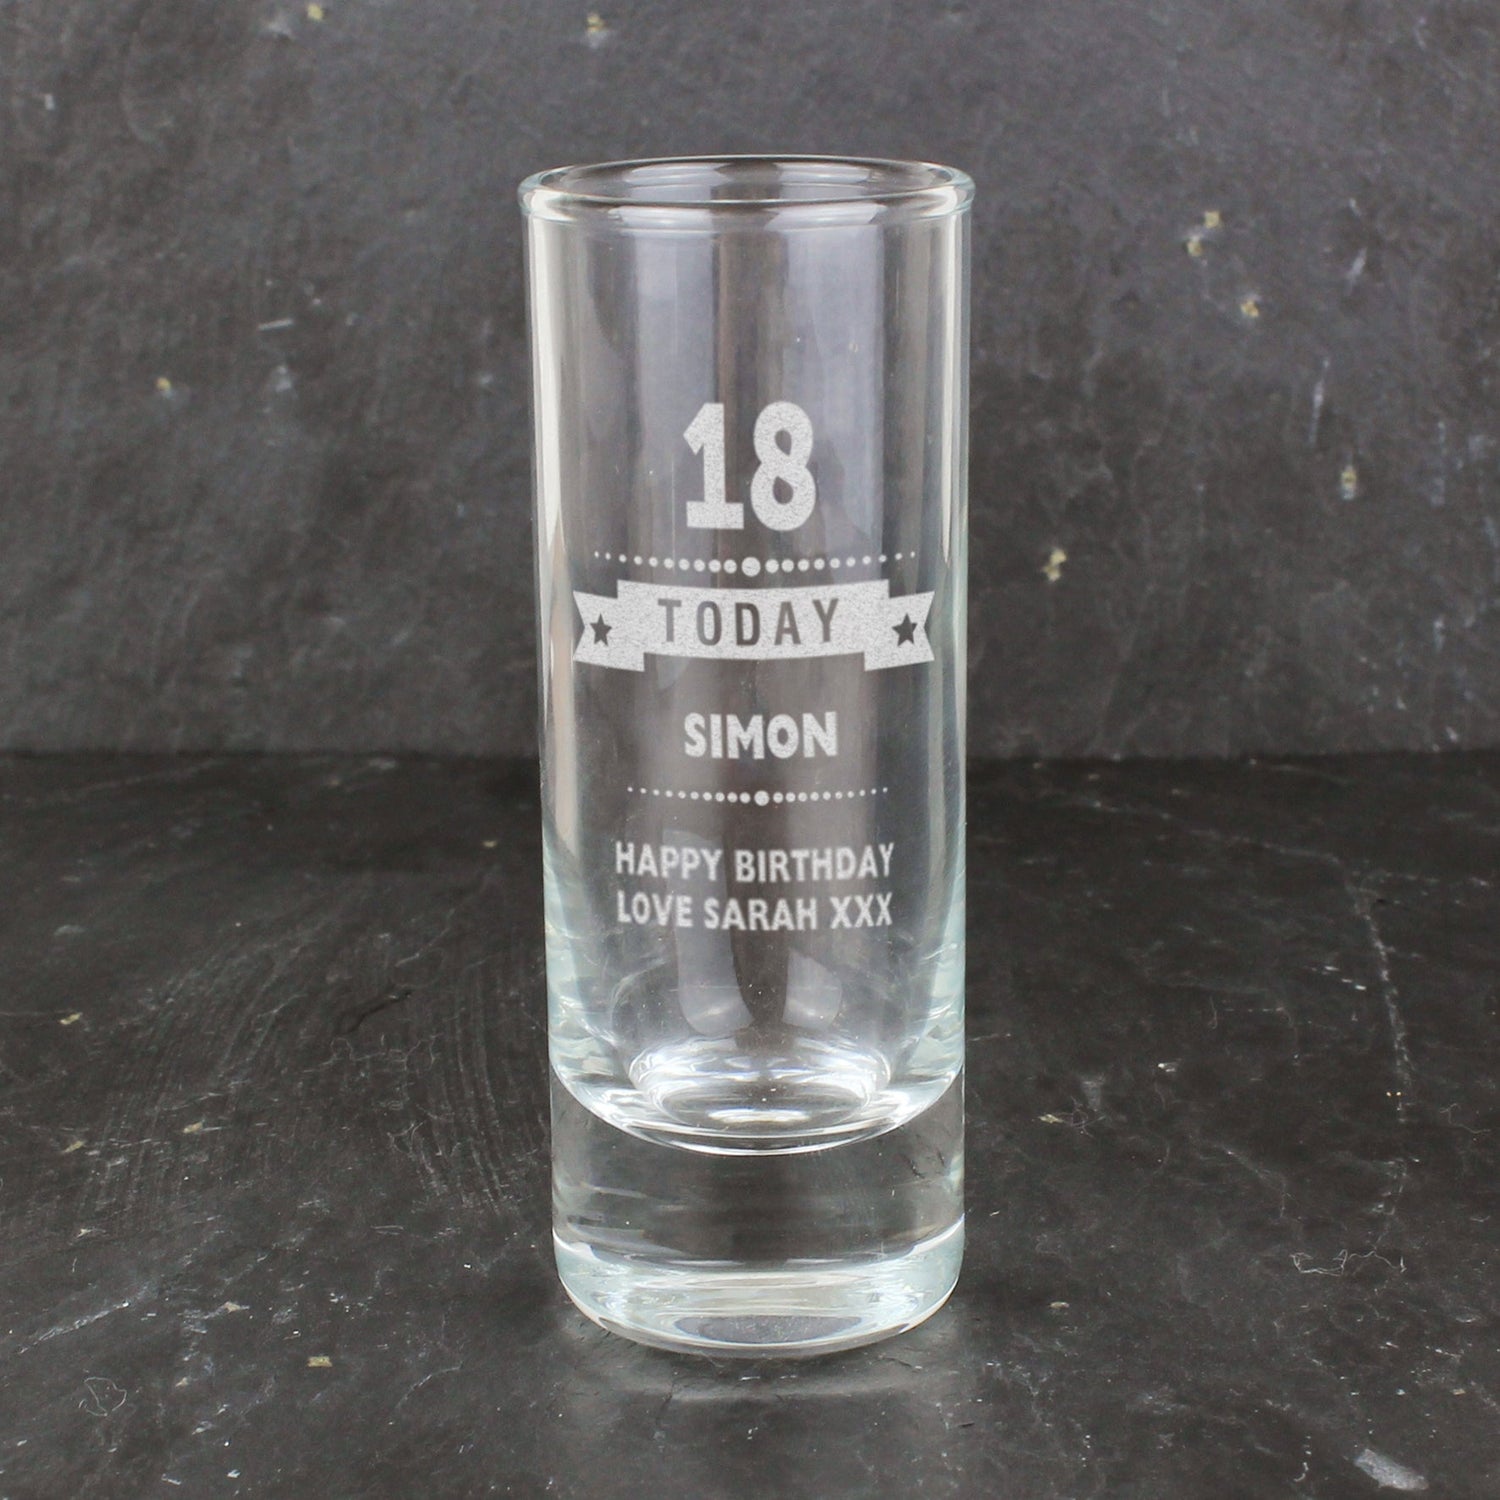 18
TODAY
SIMON
HAPPY BIRTHDAY
LOVE SARAH XXX